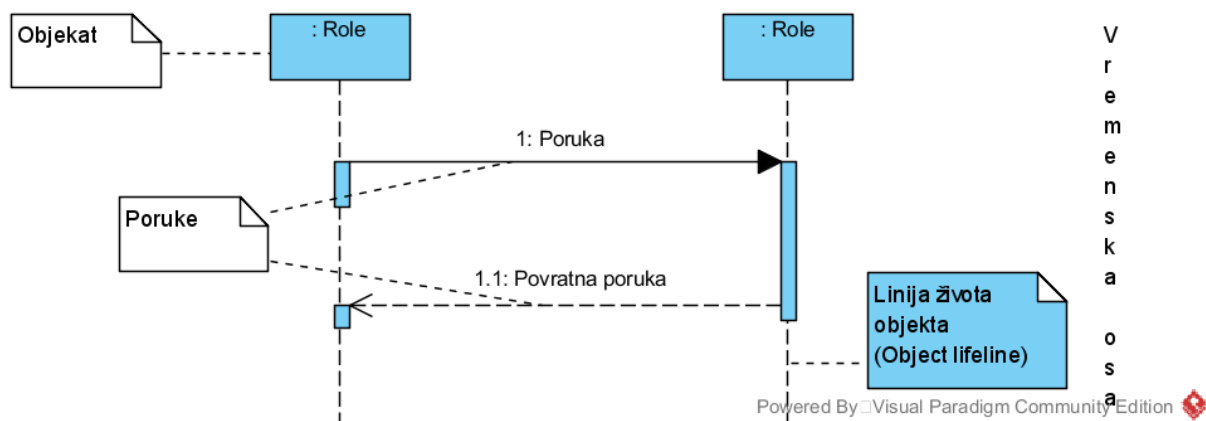 Objekat
: Role
: Role
1: Poruka
Poruke
1.1: Povratna poruka
Linija života
objekta
(Object lifeline)
V
r
e
m
e
n
s
k
a
o
s
a
Powered By Visual Paradigm Community Edition